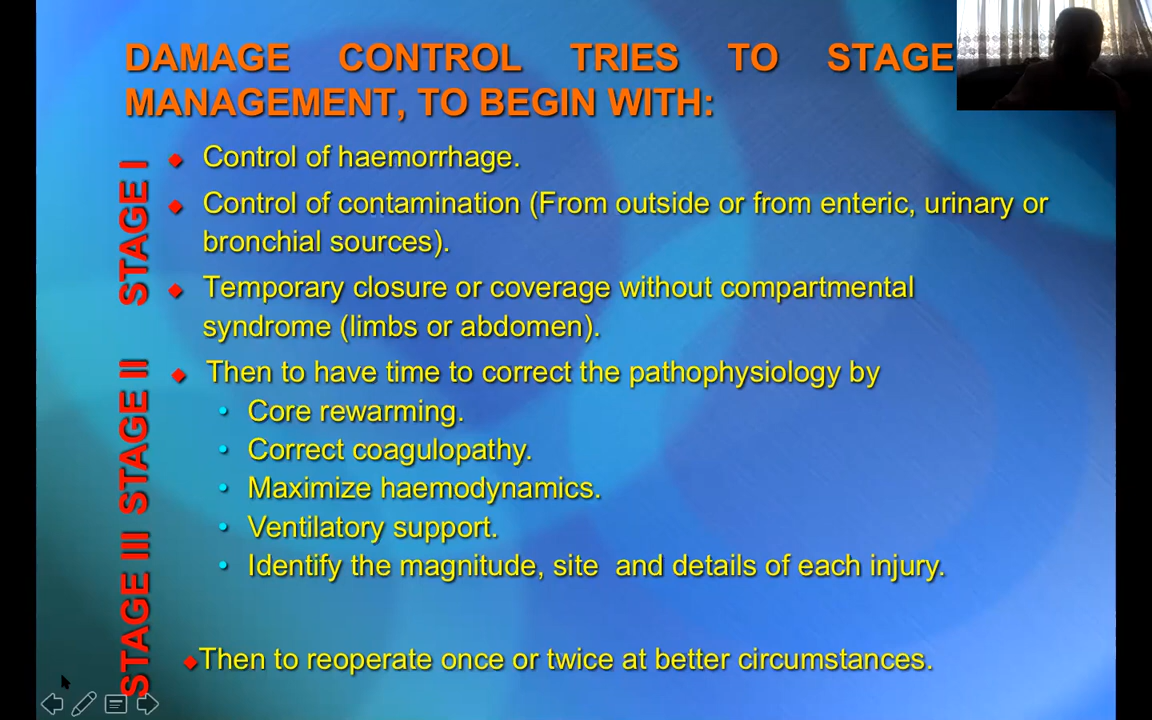 DAMAGE CONTROL TRIES TO STAGE
MANAGEMENT, TO BEGIN WITH:
STAGE I
◆ Control of haemorrhage.
◆ Control of contamination (From outside or from enteric, urinary or
bronchial sources).
◆ Temporary closure or coverage without compartmental
syndrome (limbs or abdomen).
STAGE II
◆ Then to have time to correct the pathophysiology by
• Core rewarming.
• Correct coagulopathy.
• Maximize haemodynamics.
• Ventilatory support.
• Identify the magnitude, site and details of each injury.
STAGE III
◆Then to reoperate once or twice at better circumstances.